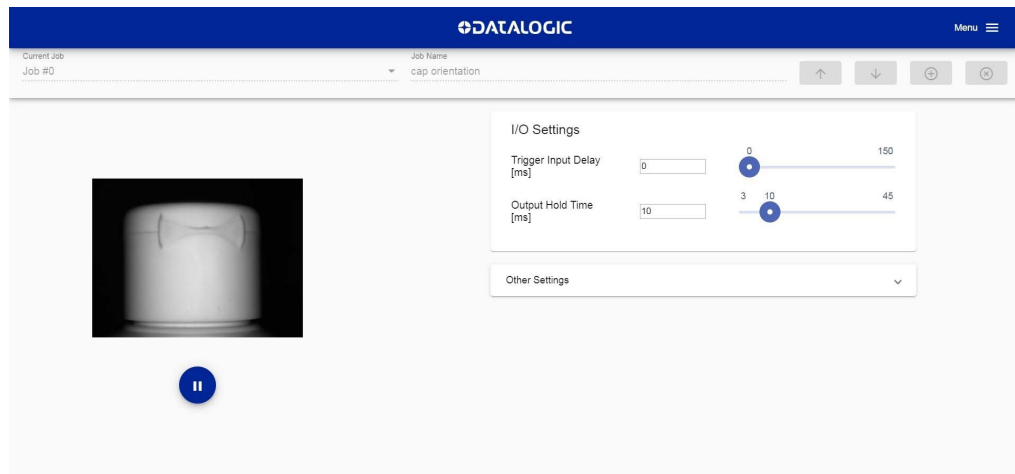 DATALOGIC
Menu
Current Job
Job #0
Job Name
cap orientation
I/O Settings
Trigger Input Delay
[ms]
0
0 150
Output Hold Time
[ms]
10
3 10 45
Other Settings